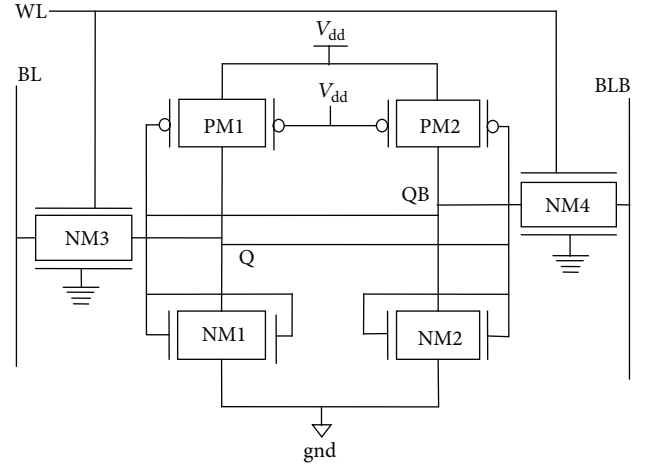 WL
V_dd
BL
V_dd
BLB
PM1
PM2
QB
NM4
NM3
Q
NM1
NM2
gnd